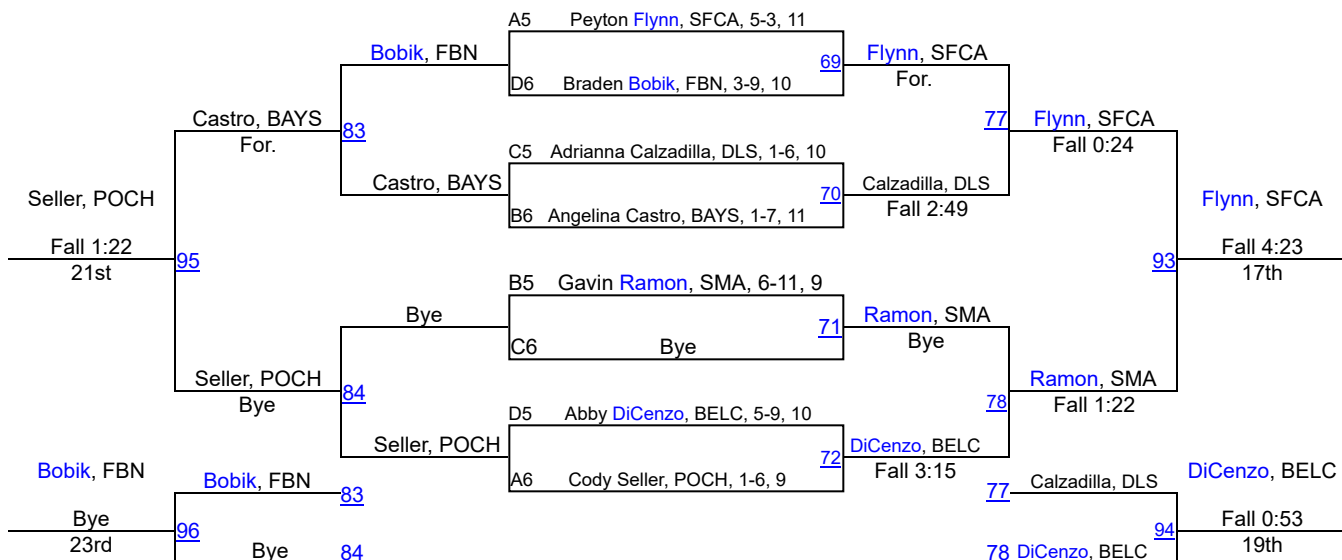 A5 Peyton Flynn, SFCA, 5-3, 11
Bobik, FBN
69
Flynn, SFCA
For.
D6 Braden Bobik, FBN, 3-9, 10
Castro, BAYS
For.
83
77
Flynn, SFCA
Fall 0:24
C5 Adrianna Calzadilla, DLS, 1-6, 10
Castro, BAYS
70
Calzadilla, DLS
Fall 2:49
B6 Angelina Castro, BAYS, 1-7, 11
Seller, POCH
Fall 1:22
21st
95
93
Flynn, SFCA
Fall 4:23
17th
B5 Gavin Ramon, SMA, 6-11, 9
Bye
71
Ramon, SMA
Bye
C6 Bye
Seller, POCH
Bye
84
78
Ramon, SMA
Fall 1:22
D5 Abby DiCenzo, BELC, 5-9, 10
Seller, POCH
72
DiCenzo, BELC
Fall 3:15
A6 Cody Seller, POCH, 1-6, 9
Bobik, FBN
Bye
23rd
Bobik, FBN
83
96
Bye
84
77
Calzadilla, DLS
94
78 DiCenzo, BELC
DiCenzo, BELC
Fall 0:53
19th